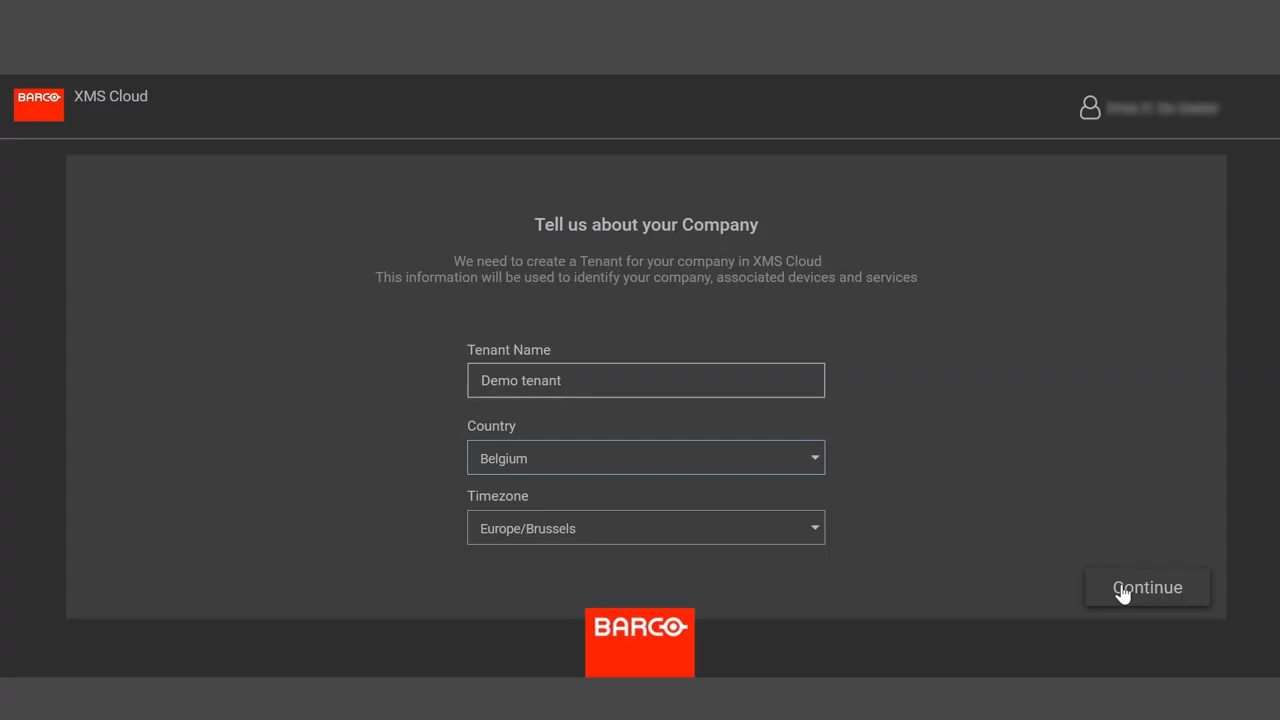 BARCO
XMS Cloud
Tell us about your Company
We need to create a Tenant for your company in XMS Cloud
This information will be used to identify your company, associated devices and services
Tenant Name
Demo tenant
Country
Belgium
Timezone
Europe/Brussels
Continue
BARCO